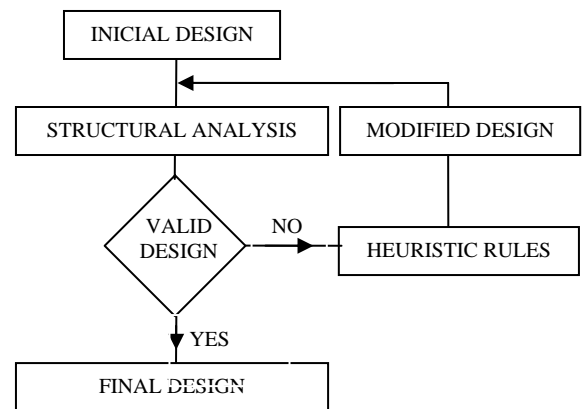 INICIAL DESIGN
STRUCTURAL ANALYSIS
MODIFIED DESIGN
VALID
DESIGN
NO
HEURISTIC RULES
YES
FINAL DESIGN